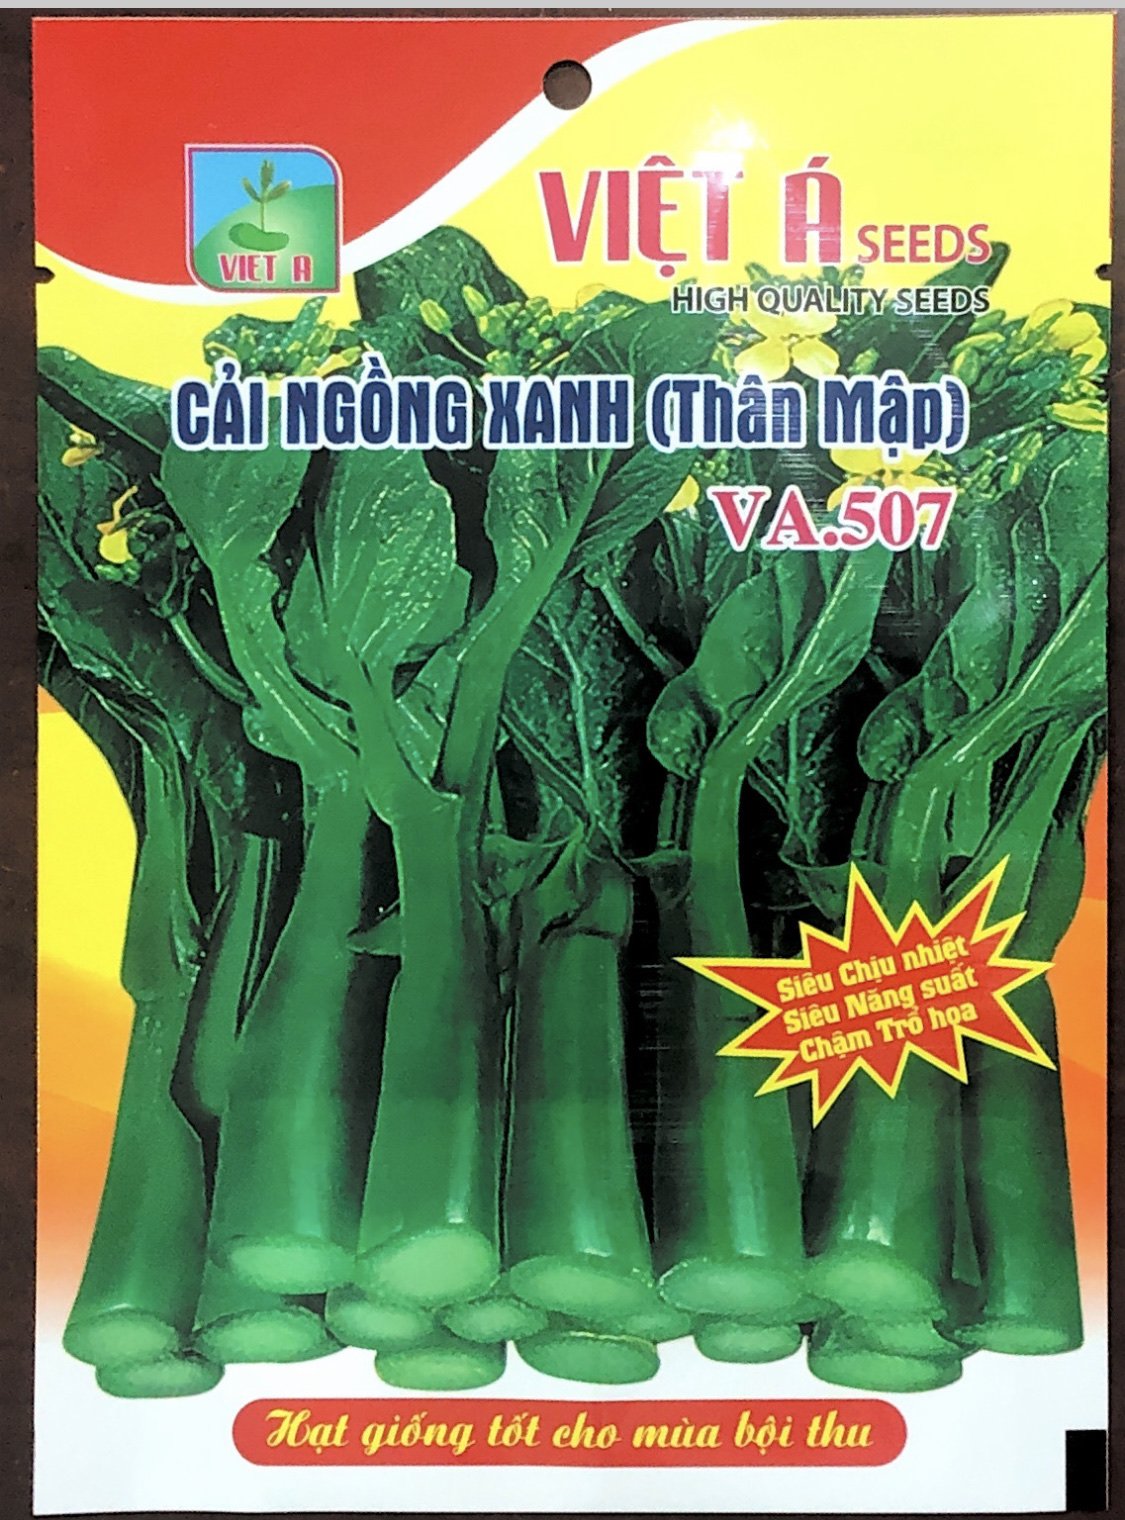 VIỆT Á
VIỆT Á SEEDS
HIGH QUALITY SEEDS
CẢI NGỒNG XANH (Thân Mập)
VA.507
Siêu Chịu nhiệt
Siêu Năng suất
Chậm Trổ hoa
Hạt giống tốt cho mùa bội thu